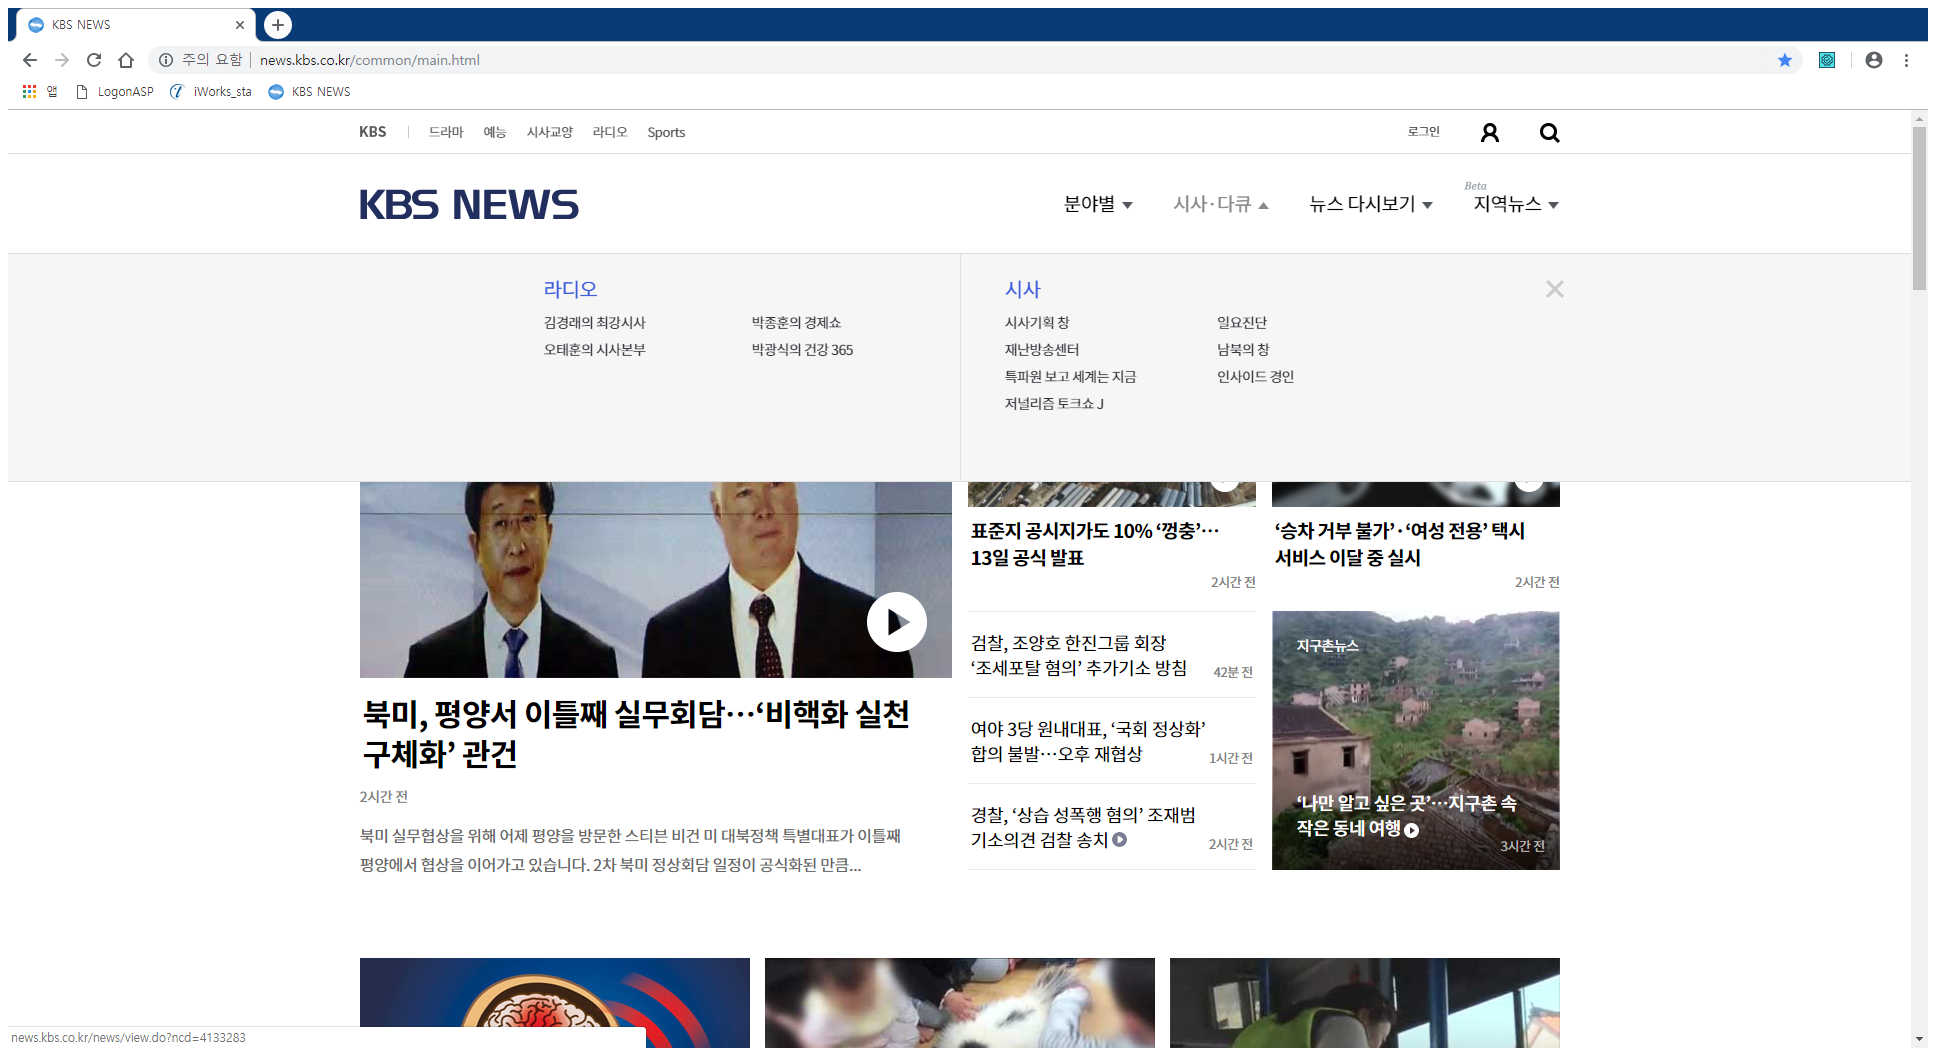 KBS NEWS
주의 요함 news.kbs.co.kr/common/main.html
앱 LogonASP iWorks_sta KBS NEWS
KBS 드라마 예능 시사교양 라디오 Sports 로그인
KBS NEWS
Beta
분야별 시사·다큐 뉴스 다시보기 지역뉴스
라디오
김경래의 최강시사 박종훈의 경제쇼
오태훈의 시사본부 박광식의 건강 365
시사
시사기획 창 일요진단
재난방송센터 남북의 창
특파원 보고 세계는 지금 인사이드 경인
저널리즘 토크쇼 J
북미, 평양서 이틀째 실무회담…‘비핵화 실천
구체화’ 관건
2시간 전
북미 실무협상을 위해 어제 평양을 방문한 스티븐 비건 미 대북정책 특별대표가 이틀째
평양에서 협상을 이어가고 있습니다. 2차 북미 정상회담 일정이 공식화된 만큼...
표준지 공시지가도 10% ‘껑충’…
13일 공식 발표
2시간 전
‘승차 거부 불가’·‘여성 전용’ 택시
서비스 이달 중 실시
2시간 전
검찰, 조양호 한진그룹 회장
‘조세포탈 혐의’ 추가기소 방침 42분 전
여야 3당 원내대표, ‘국회 정상화’
합의 불발…오후 재협상 1시간 전
경찰, ‘상습 성폭행 혐의’ 조재범
기소의견 검찰 송치 2시간 전
지구촌뉴스
‘나만 알고 싶은 곳’…지구촌 속
작은 동네 여행
3시간 전
news.kbs.co.kr/news/view.do?ncd=4133283